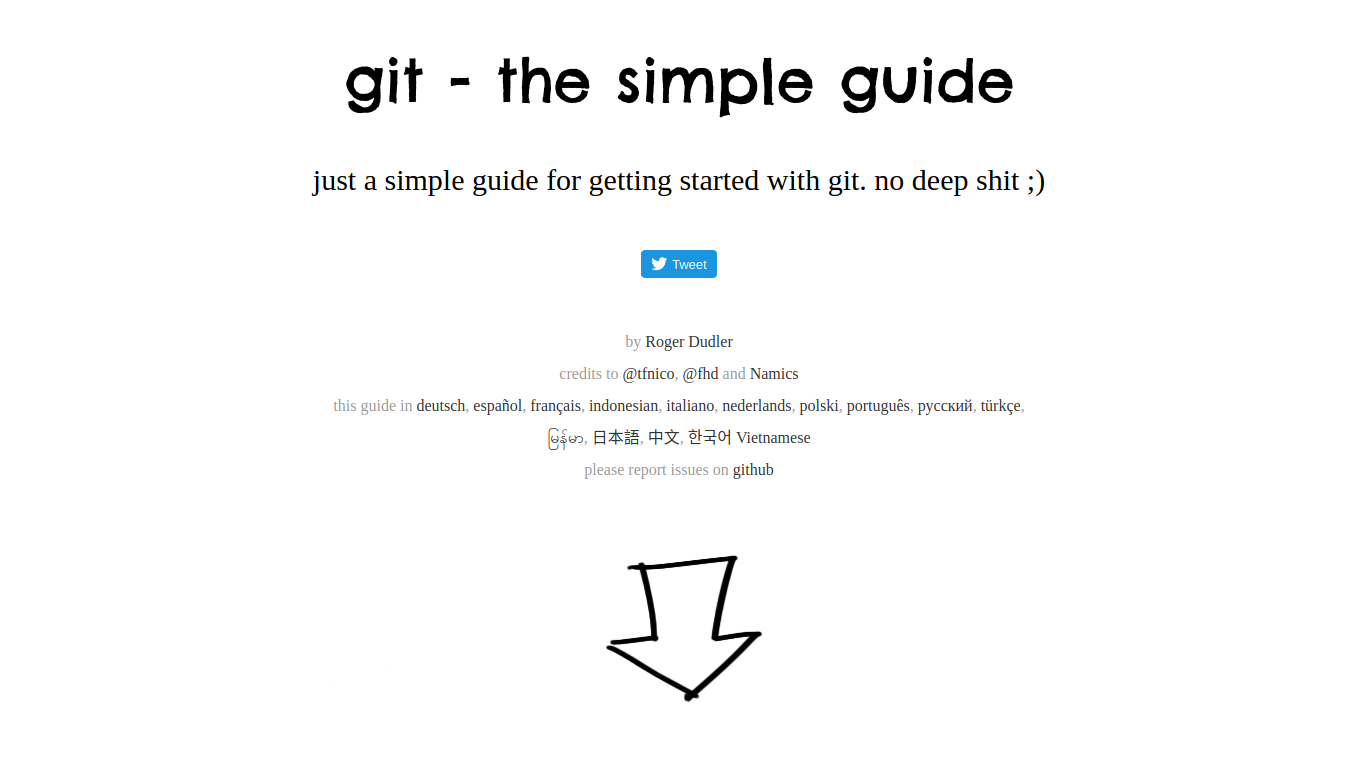 git - the simple guide
just a simple guide for getting started with git. no deep shit ;)
Tweet
by Roger Dudler
credits to @tfnico, @fhd and Namics
this guide in deutsch, español, français, indonesian, italiano, nederlands, polski, português, русский, türkçe,
မြန်မာ, 日本語, 中文, 한국어 Vietnamese
please report issues on github